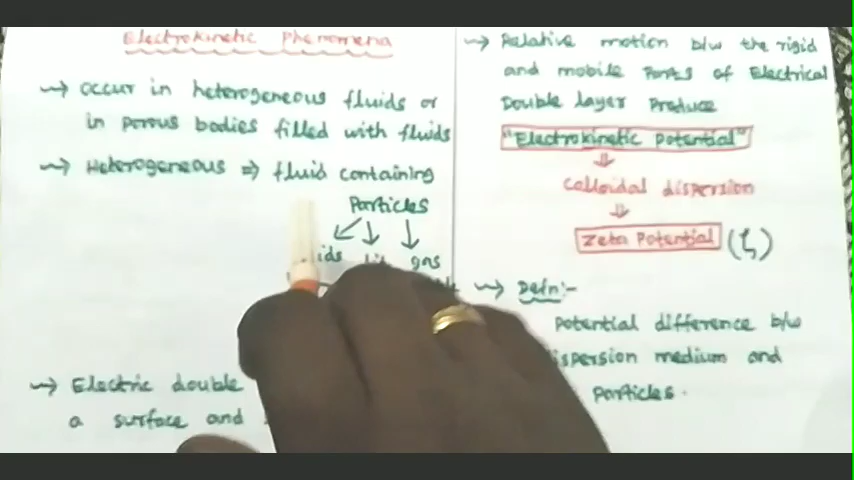 Electrokinetic Phenomena
→ Occur in heterogeneous fluids or
in porous bodies filled with fluids
→ Heterogeneous ⇒ fluid containing
Particles
gas
→ Electric double
a surface and
→ Relative motion b/w the rigid
and mobile Parts of Electrical
Double layer Produce
"Electrokinetic potential"
↓
Colloidal dispersion
↓
Zeta Potential (ζ)
→ Defn:-
Potential difference b/w
dispersion medium and
Particles.